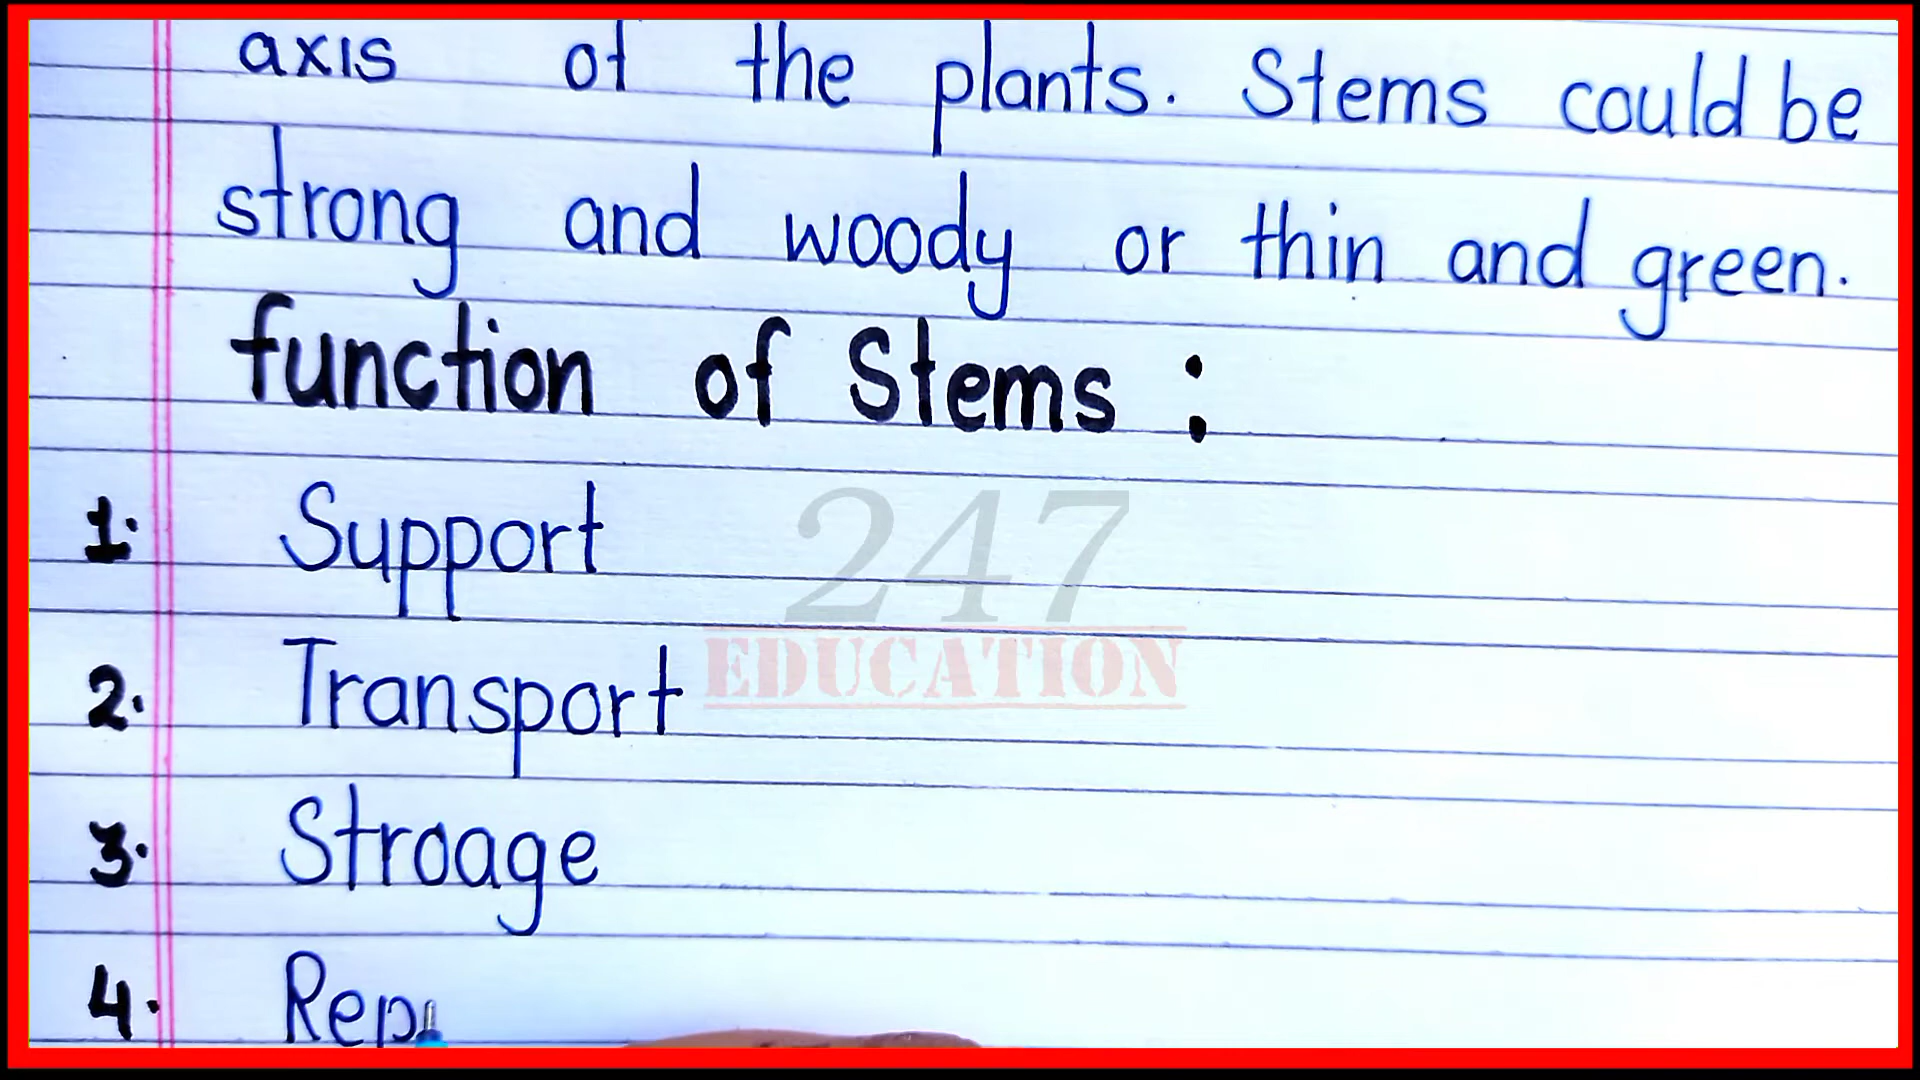 axis of the plants. Stems could be
strong and woody or thin and green.
function of Stems :
1. Support
2. Transport
3. Stroage
4. Rep
247
EDUCATION